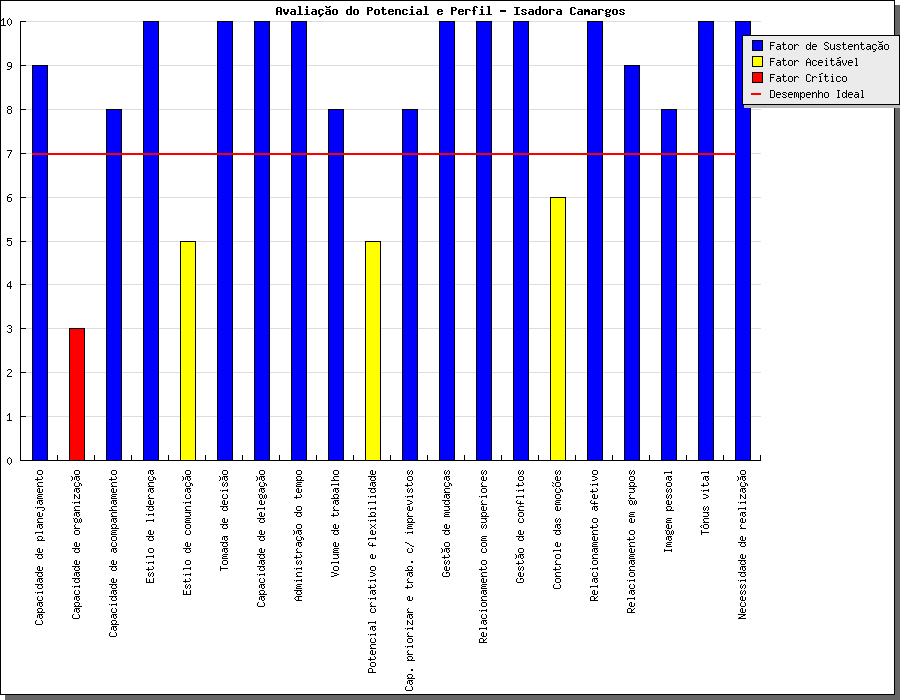 Avaliação do Potencial e Perfil - Isadora Camargos
Fator de Sustentação
Fator Aceitável
Fator Crítico
Desempenho Ideal
10
9
8
7
6
5
4
3
2
1
0
Capacidade de planejamento
Capacidade de organização
Capacidade de acompanhamento
Estilo de liderança
Estilo de comunicação
Tomada de decisão
Capacidade de delegação
Administração do tempo
Volume de trabalho
Potencial criativo e flexibilidade
Cap. priorizar e trab. c/ imprevistos
Gestão de mudanças
Relacionamento com superiores
Gestão de conflitos
Controle das emoções
Relacionamento afetivo
Relacionamento em grupos
Imagem pessoal
Tônus vital
Necessidade de realização